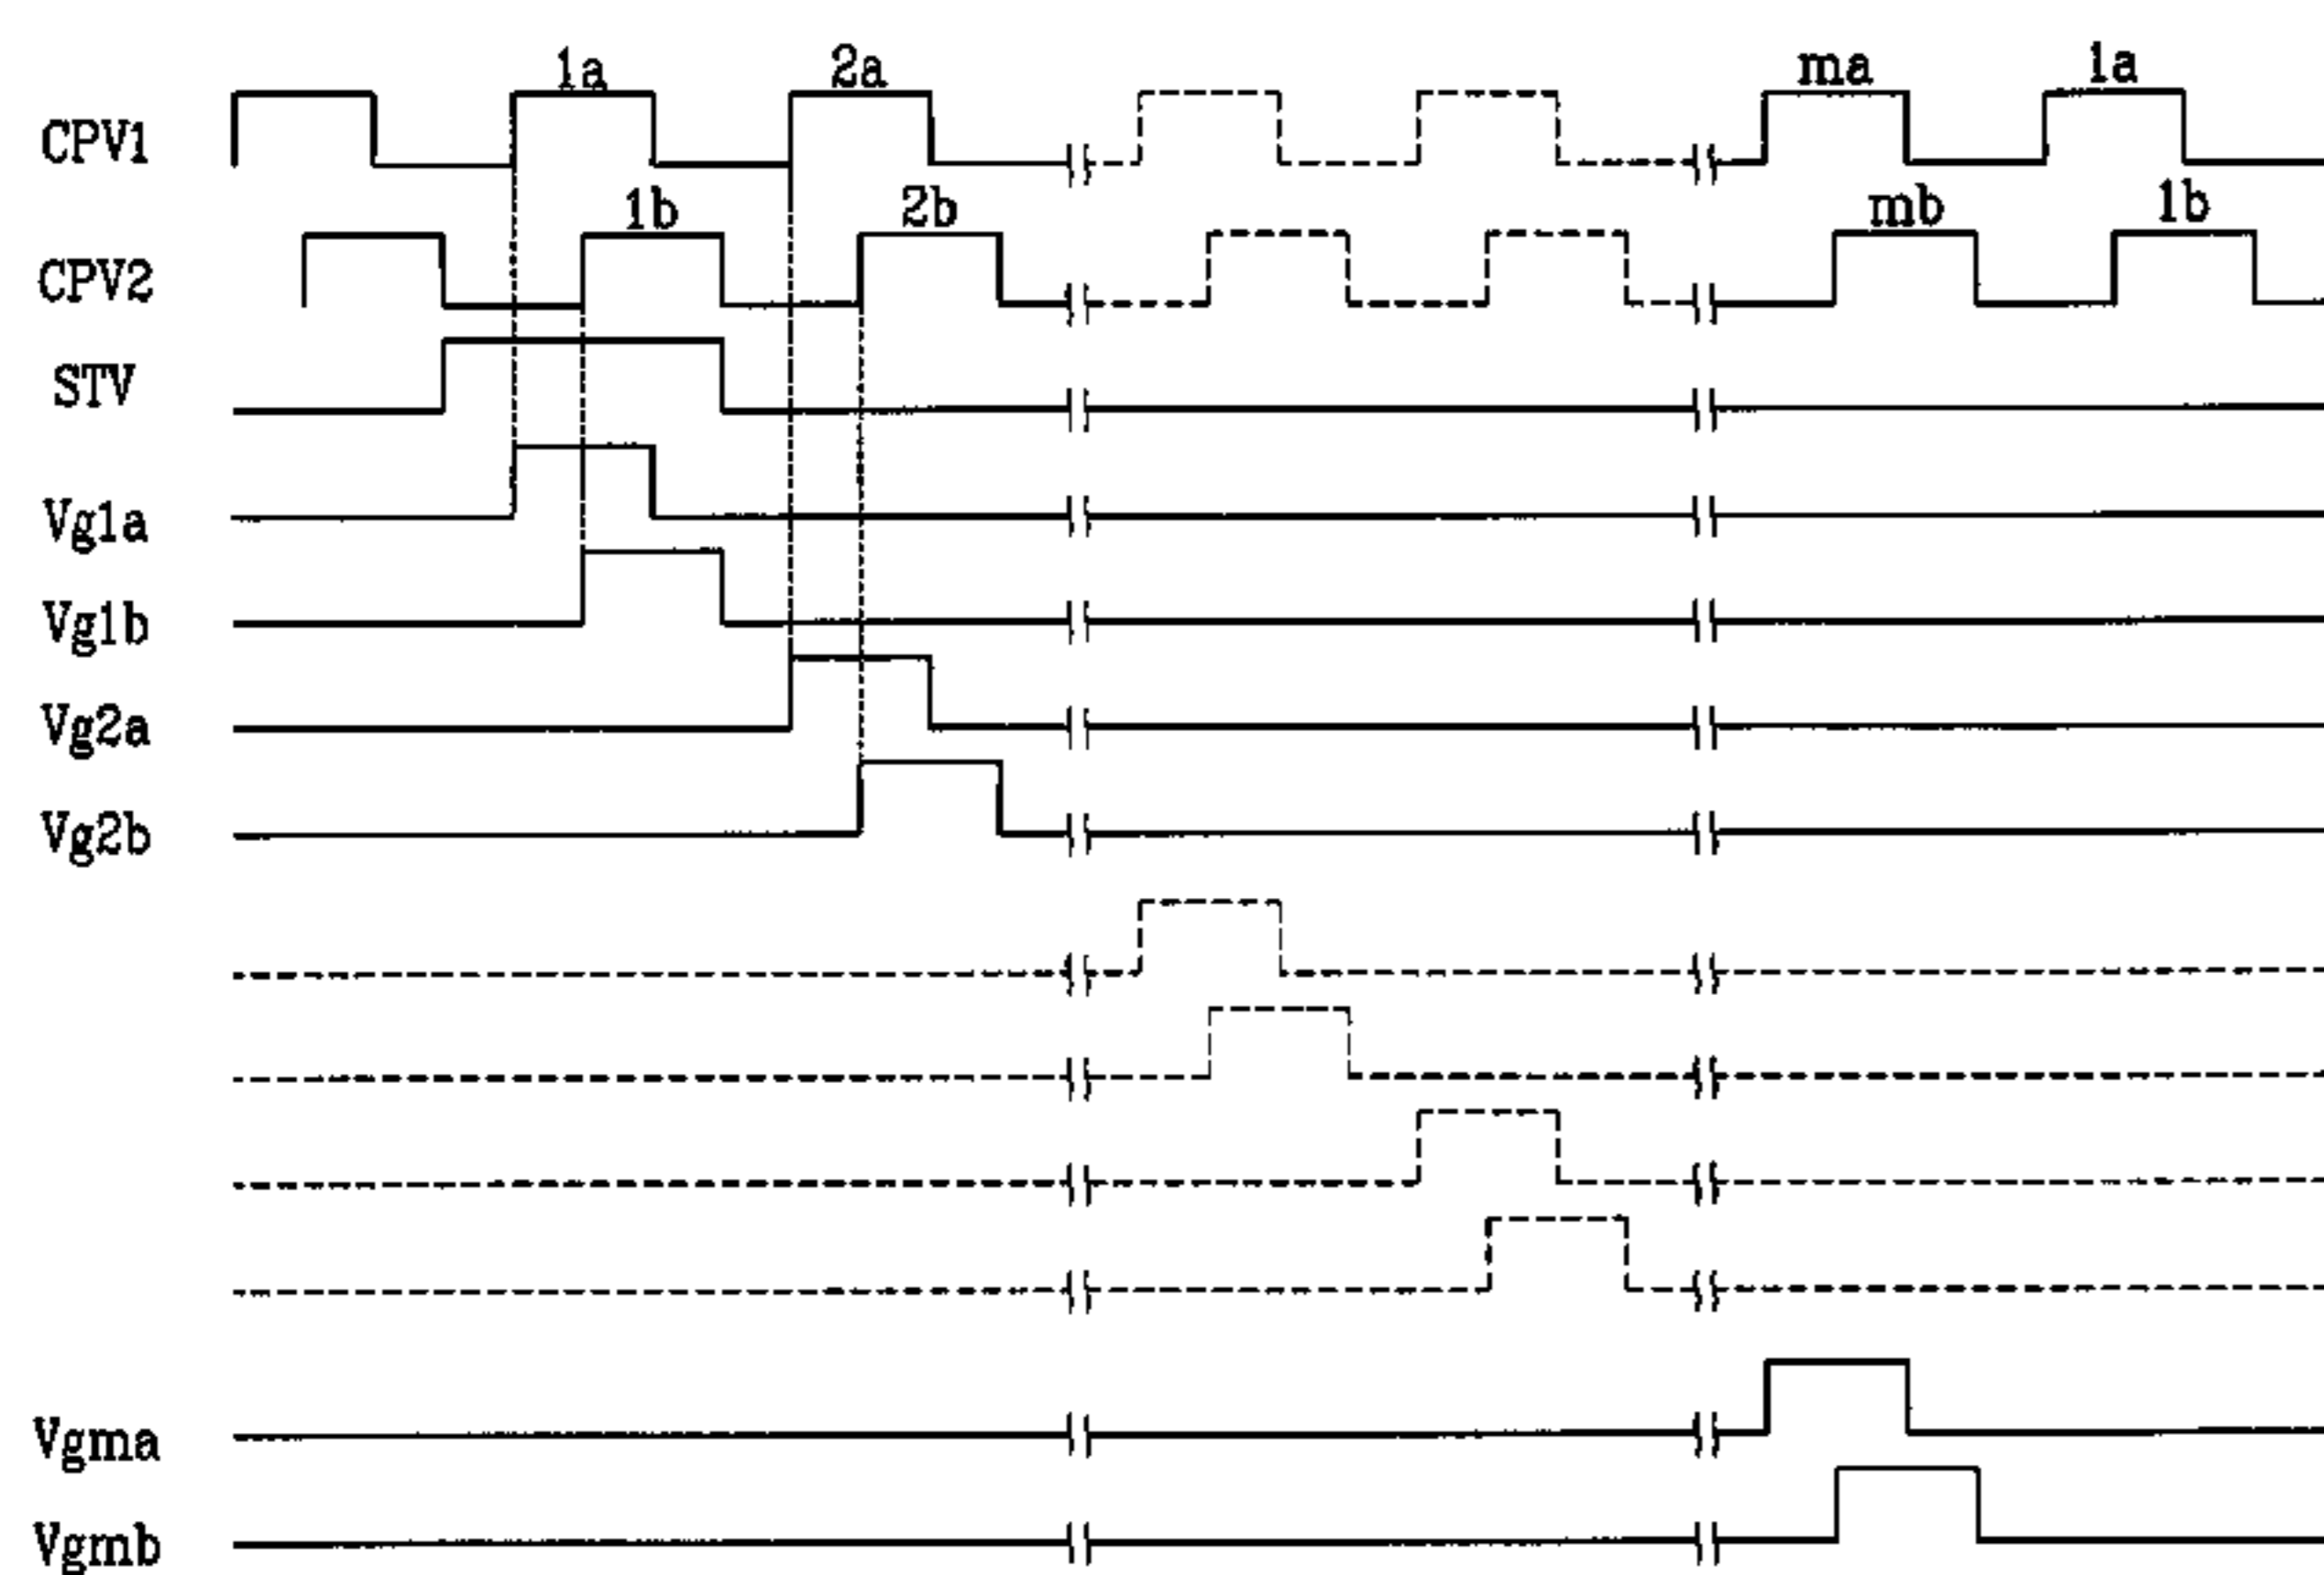 1a 2a ma 1a
CPV1
1b 2b mb 1b
CPV2
STV
Vg1a
Vg1b
Vg2a
Vg2b
Vgma
Vgmb